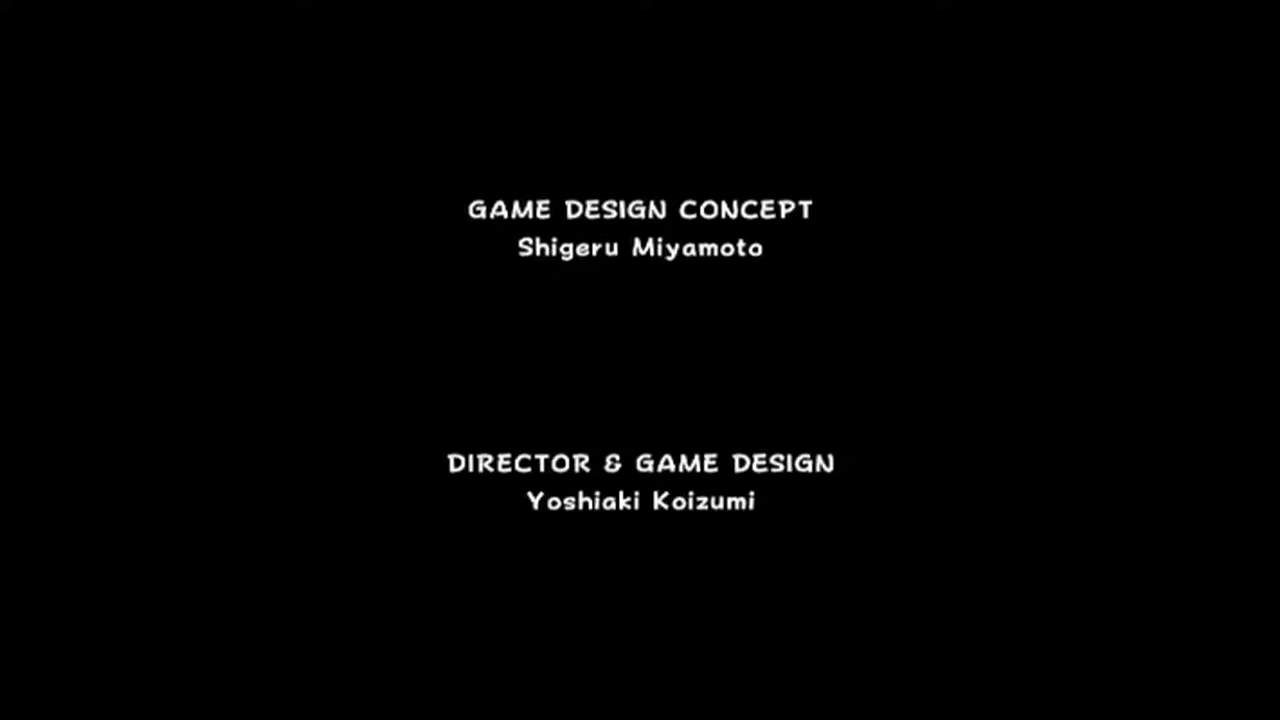 GAME DESIGN CONCEPT
Shigeru Miyamoto
DIRECTOR & GAME DESIGN
Yoshiaki Koizumi